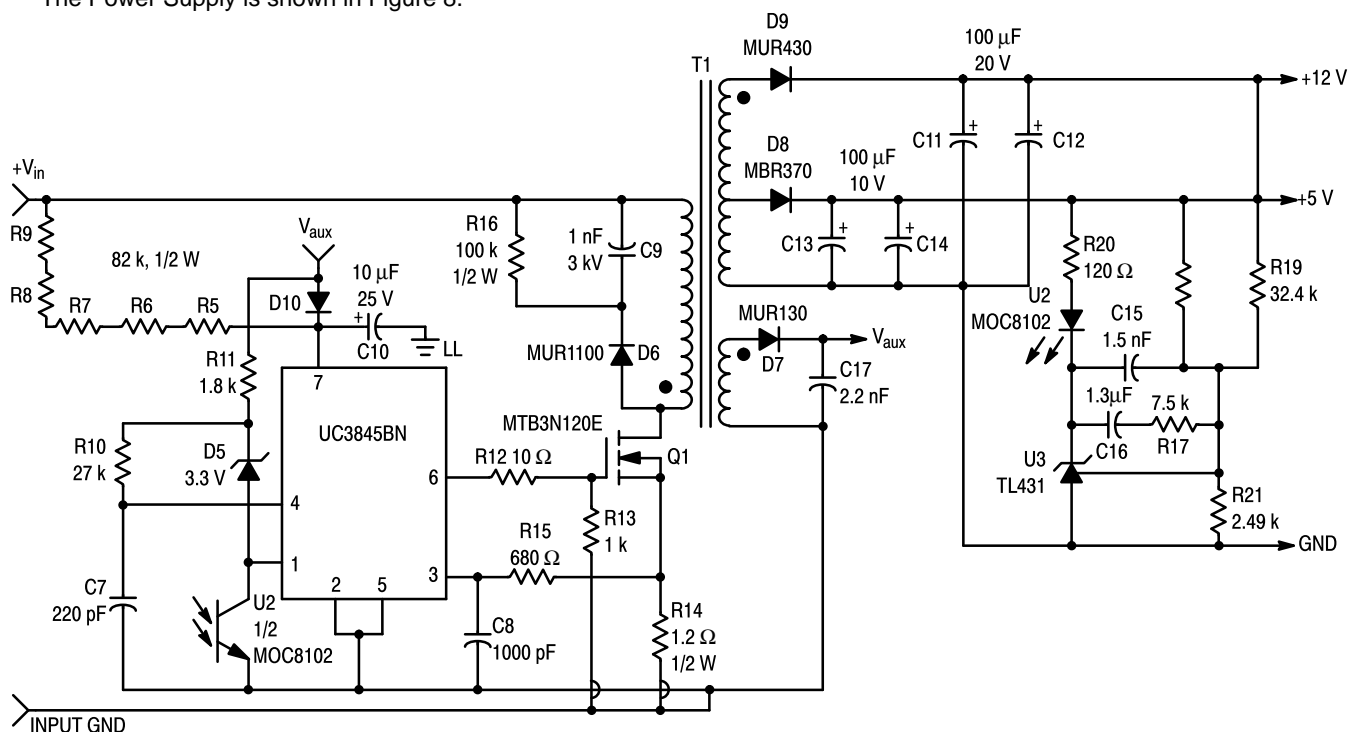 The Power Supply is shown in Figure 8.
D9
MUR430
100 µF
20 V
T1
+12 V
C11
+
C12
+
D8
MBR370
100 µF
10 V
+5 V
C13
+
C14
+
+Vin
R9
R8
82 k, 1/2 W
R7
R6
R5
Vaux
D10
10 µF
25 V
+
C10
LL
R16
100 k
1/2 W
1 nF
3 kV
C9
MUR1100
D6
R20
120 Ω
R19
32.4 k
U2
MOC8102
C15
1.5 nF
MUR130
D7
Vaux
C17
2.2 nF
1.3µF
C16
7.5 k
R17
U3
TL431
R21
2.49 k
GND
R11
1.8 k
R10
27 k
D5
3.3 V
7
UC3845BN
6
4
1
2
5
3
MTB3N120E
Q1
R12 10 Ω
R13
1 k
R15
680 Ω
R14
1.2 Ω
1/2 W
C7
220 pF
U2
1/2
MOC8102
C8
1000 pF
INPUT GND